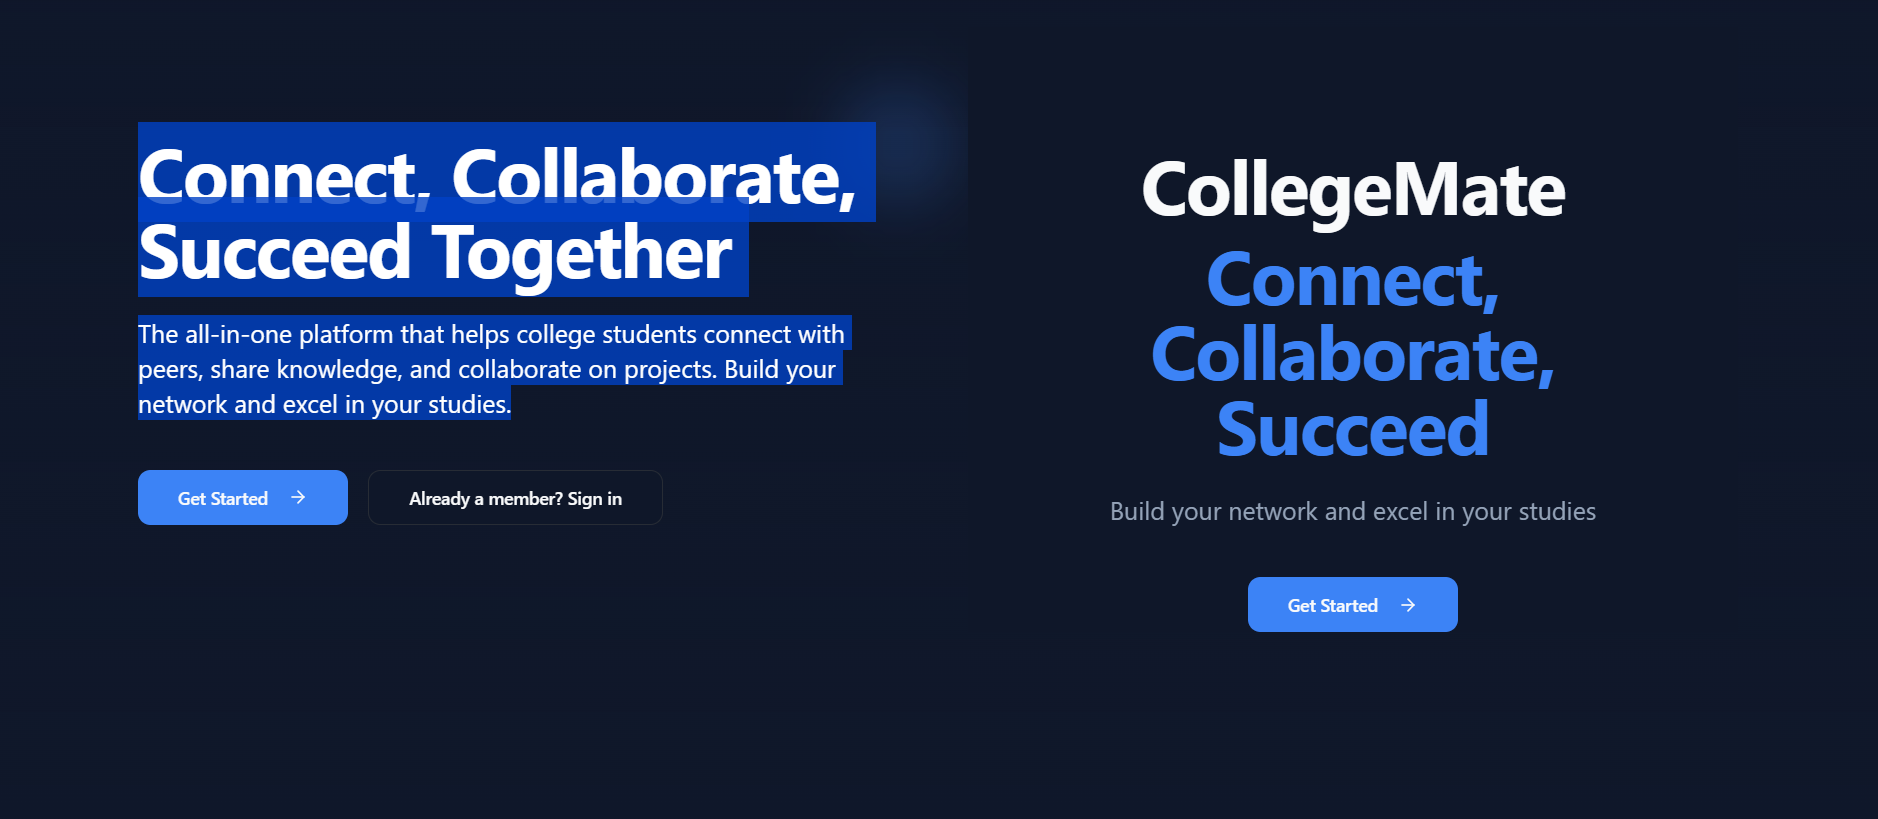 Connect, Collaborate,
Succeed Together
The all-in-one platform that helps college students connect with
peers, share knowledge, and collaborate on projects. Build your
network and excel in your studies.
Get Started
Already a member? Sign in
CollegeMate
Connect,
Collaborate,
Succeed
Build your network and excel in your studies
Get Started